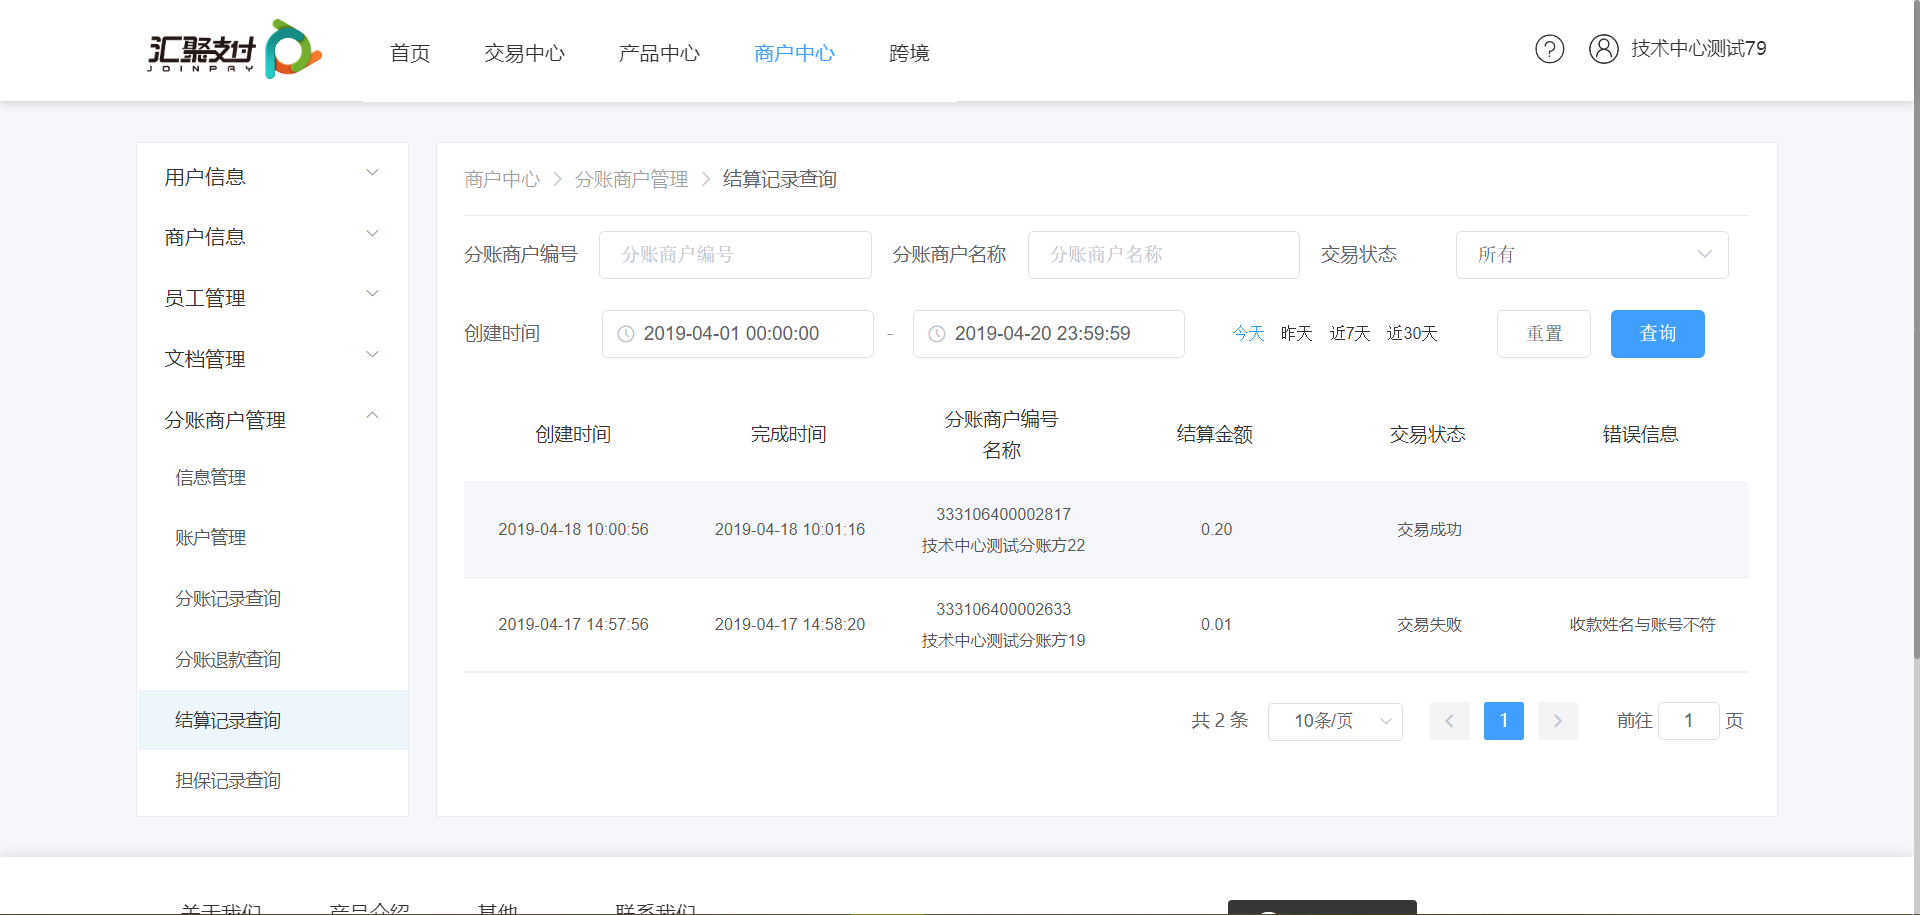 汇聚支付
JOINPAY
首页
交易中心
产品中心
商户中心
跨境
技术中心测试79
用户信息
商户信息
员工管理
文档管理
分账商户管理
信息管理
账户管理
分账记录查询
分账退款查询
结算记录查询
担保记录查询
商户中心 > 分账商户管理 > 结算记录查询
分账商户编号 分账商户编号 分账商户名称 分账商户名称 交易状态 所有
创建时间 2019-04-01 00:00:00 - 2019-04-20 23:59:59 今天 昨天 近7天 近30天 重置 查询
创建时间 完成时间 分账商户编号 名称 结算金额 交易状态 错误信息
2019-04-18 10:00:56 2019-04-18 10:01:16 333106400002817 技术中心测试分账方22 0.20 交易成功
2019-04-17 14:57:56 2019-04-17 14:58:20 333106400002633 技术中心测试分账方19 0.01 交易失败 收款姓名与账号不符
共 2 条 10条/页 < 1 > 前往 1 页
关于我们 产品介绍 其他 联系我们